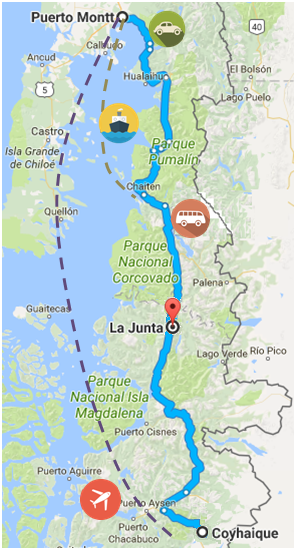 Puerto Montt
Calbuco
Ancud
Hualaihué
El Bolsón
40
5
Lago Puelo
Castro
Isla Grande
de Chiloé
Parque
Pumalín
Chaitén
Quellón
Parque
Nacional
Corcovado
Palena
Guaitecas
La Junta
Lago Verde
Río Pico
Parque
Nacional Isla
Magdalena
Puerto Cisnes
Puerto Aguirre
Puerto Aysén
Puerto
Chacabuco
Coyhaique